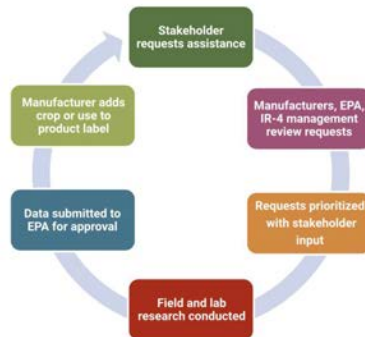 Stakeholder
requests assistance
Manufacturers, EPA,
IR-4 management
review requests
Requests prioritized
with stakeholder
input
Field and lab
research conducted
Data submitted to
EPA for approval
Manufacturer adds
crop or use to
product label